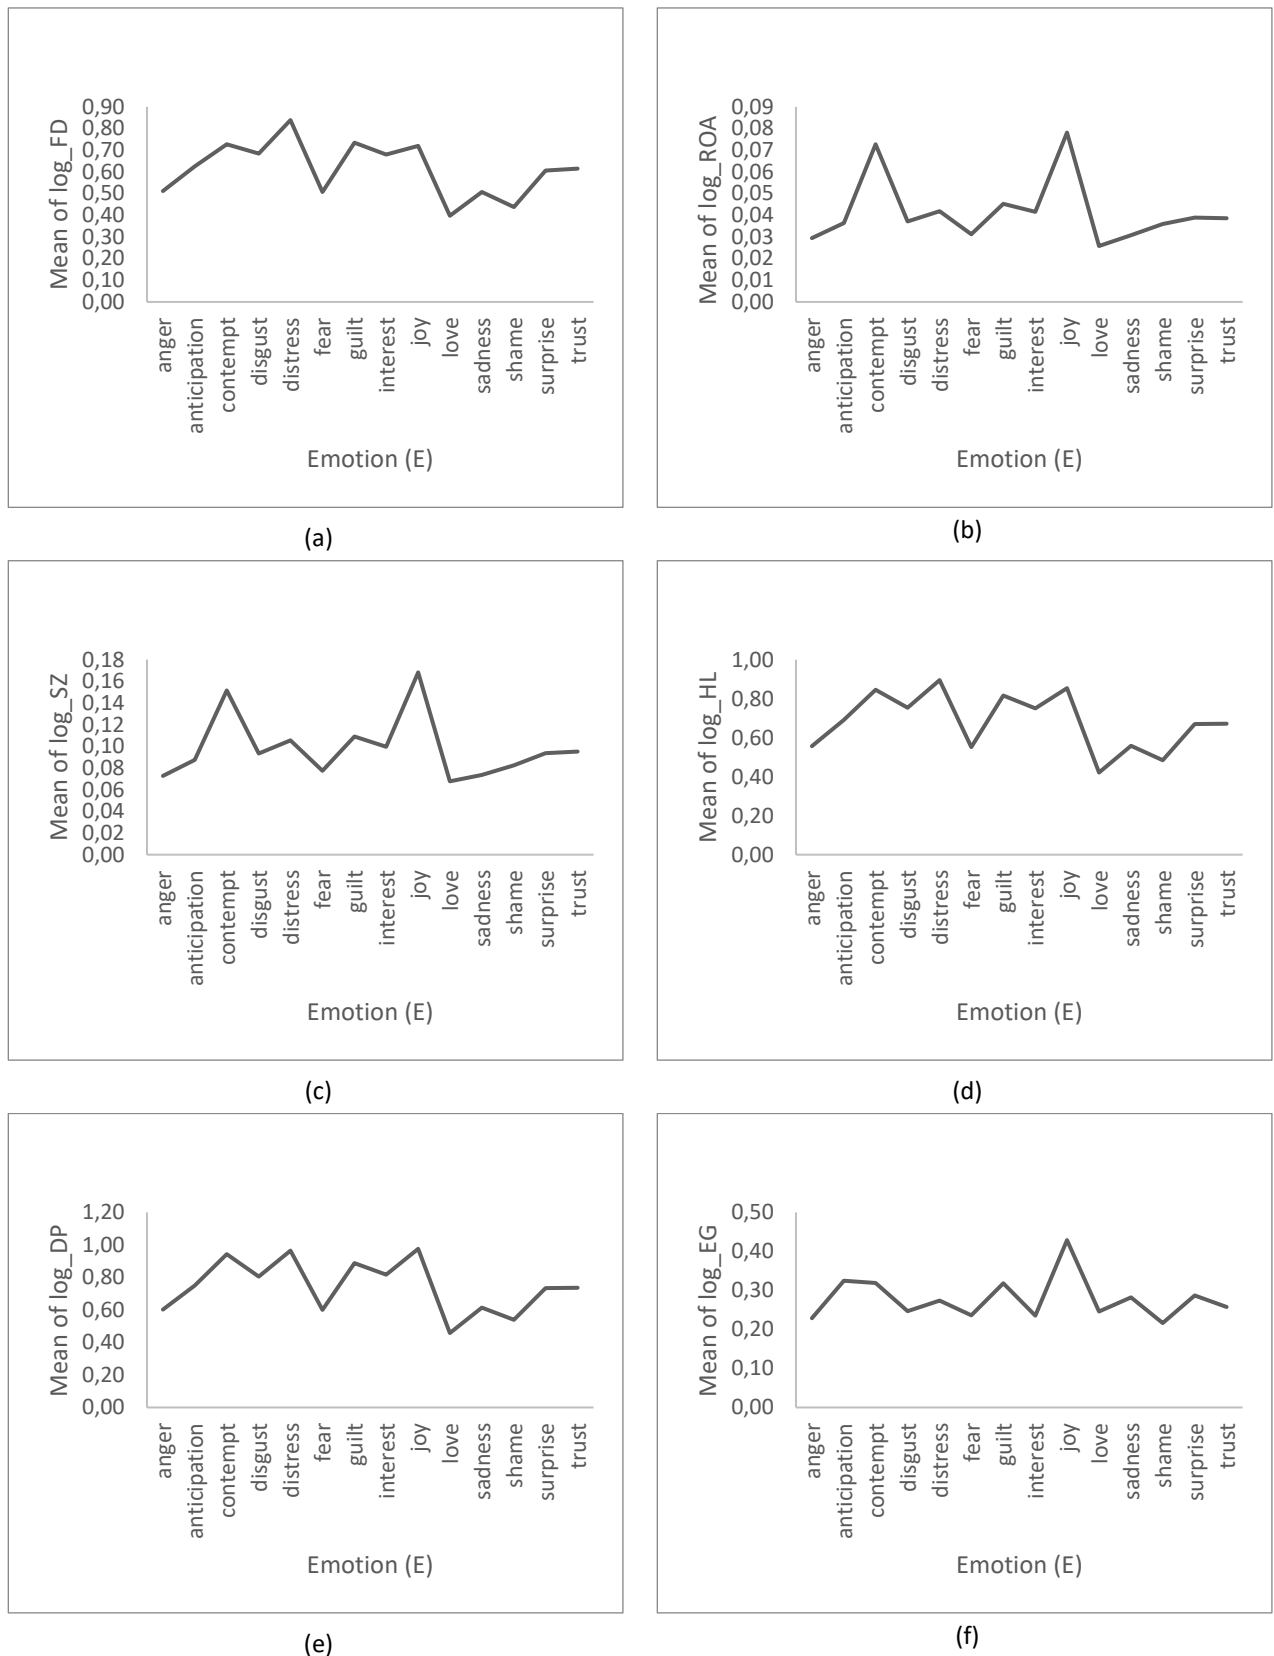 Mean of log_FD
0,90
0,80
0,70
0,60
0,50
0,40
0,30
0,20
0,10
0,00
anger
anticipation
contempt
disgust
distress
fear
guilt
interest
joy
love
sadness
shame
surprise
trust
Emotion (E)
(a)
Mean of log_ROA
0,09
0,08
0,07
0,06
0,05
0,04
0,03
0,02
0,01
0,00
anger
anticipation
contempt
disgust
distress
fear
guilt
interest
joy
love
sadness
shame
surprise
trust
Emotion (E)
(b)
Mean of log_SZ
0,18
0,16
0,14
0,12
0,10
0,08
0,06
0,04
0,02
0,00
anger
anticipation
contempt
disgust
distress
fear
guilt
interest
joy
love
sadness
shame
surprise
trust
Emotion (E)
(c)
Mean of log_HL
1,00
0,80
0,60
0,40
0,20
0,00
anger
anticipation
contempt
disgust
distress
fear
guilt
interest
joy
love
sadness
shame
surprise
trust
Emotion (E)
(d)
Mean of log_DP
1,20
1,00
0,80
0,60
0,40
0,20
0,00
anger
anticipation
contempt
disgust
distress
fear
guilt
interest
joy
love
sadness
shame
surprise
trust
Emotion (E)
(e)
Mean of log_EG
0,50
0,40
0,30
0,20
0,10
0,00
anger
anticipation
contempt
disgust
distress
fear
guilt
interest
joy
love
sadness
shame
surprise
trust
Emotion (E)
(f)